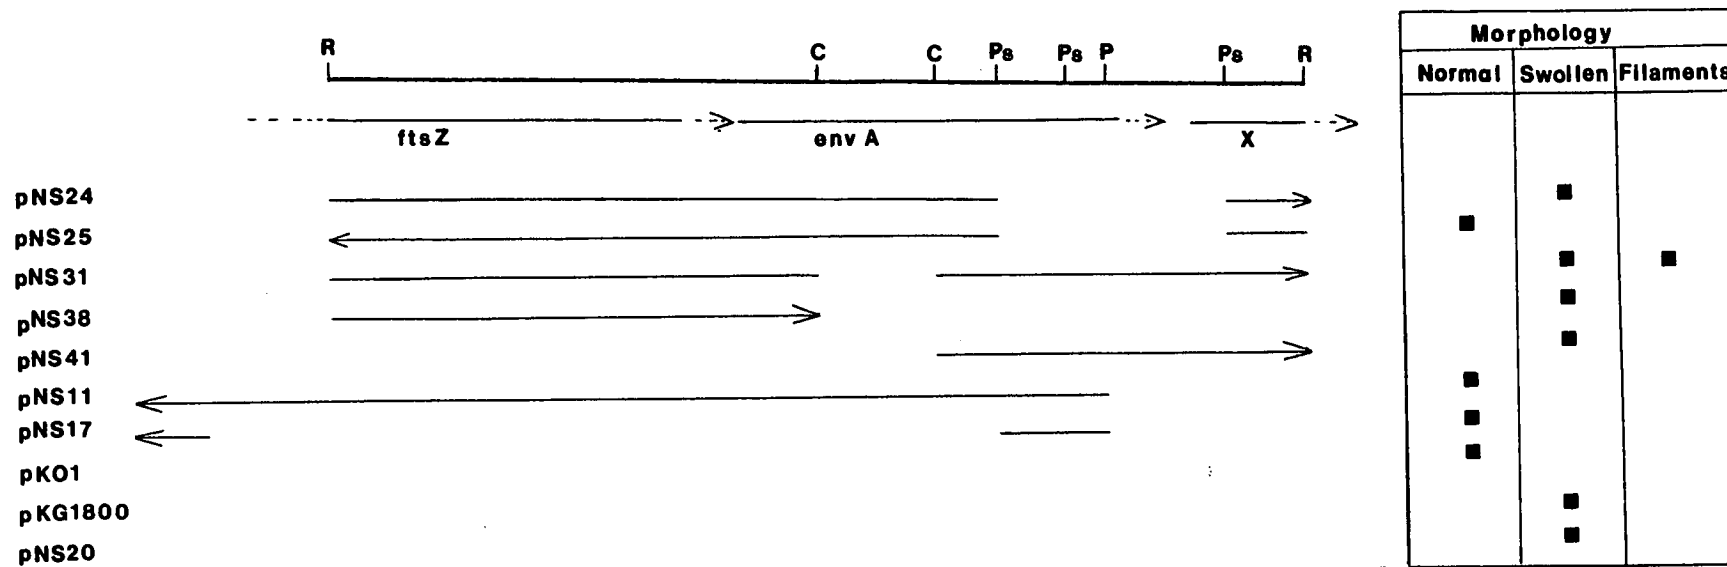 Morphology
Normal Swollen Filaments
R C C Ps Ps P Ps R
ftsZ env A X
pNS24
pNS25
pNS31
pNS38
pNS41
pNS11
pNS17
pKO1
pKG1800
pNS20